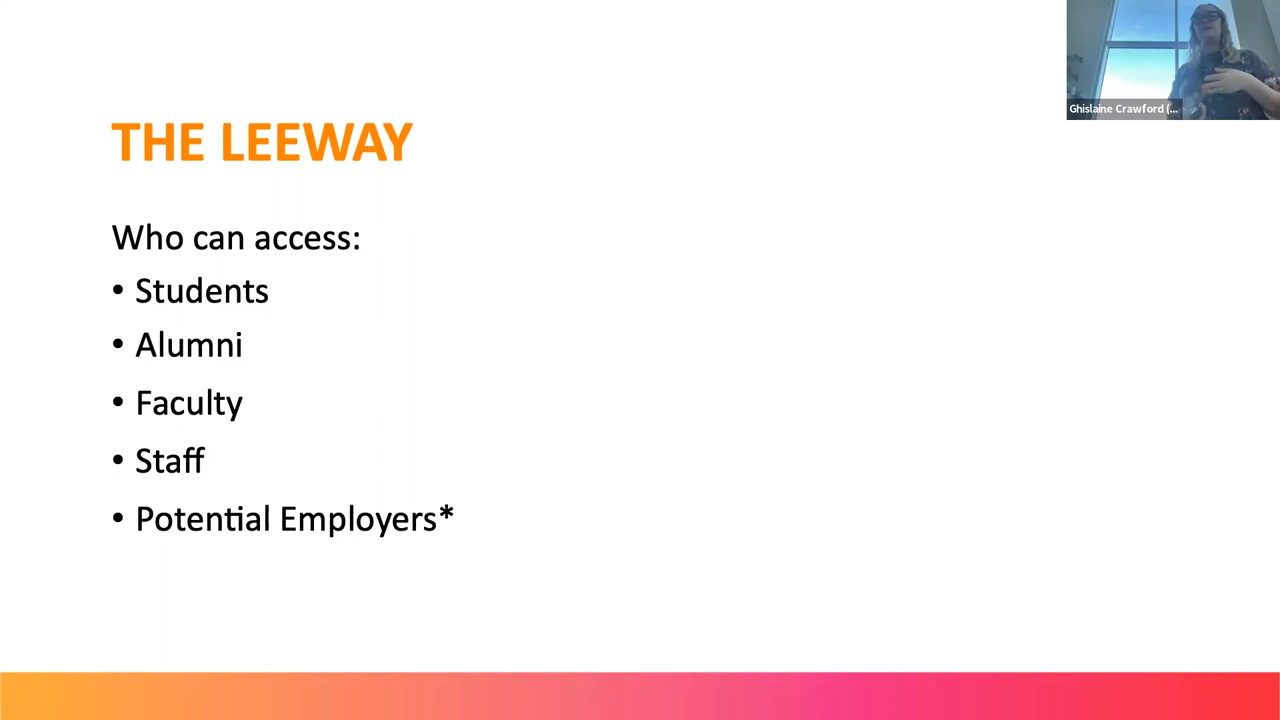 Ghislaine Crawford (...
THE LEEWAY
Who can access:
• Students
• Alumni
• Faculty
• Staff
• Potential Employers*